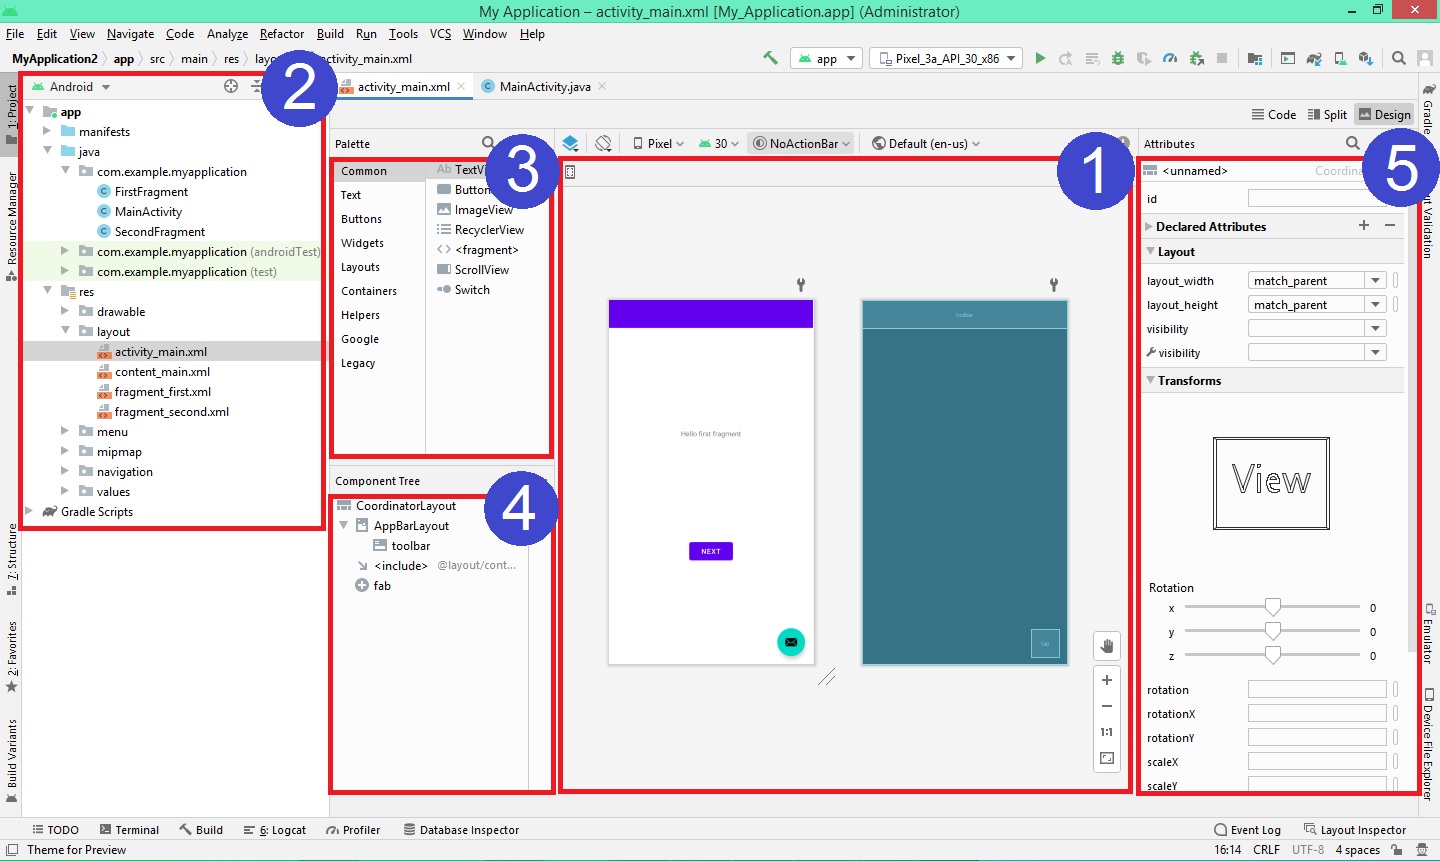 My Application – activity_main.xml [My_Application.app] (Administrator)
File Edit View Navigate Code Analyze Refactor Build Run Tools VCS Window Help
MyApplication2 app src main res activity_main.xml
app Pixel_3a_API_30_x86
1: Project
Resource Manager
7: Structure
2: Favorites
Build Variants
Android
2
app
manifests
java
com.example.myapplication
FirstFragment
MainActivity
SecondFragment
com.example.myapplication (androidTest)
com.example.myapplication (test)
res
drawable
layout
activity_main.xml
content_main.xml
fragment_first.xml
fragment_second.xml
menu
mipmap
navigation
values
Gradle Scripts
activity_main.xml MainActivity.java
Code Split Design
Palette
3
Common
Text
Buttons
Widgets
Layouts
Containers
Helpers
Google
Legacy
Ab
Button
ImageView
RecyclerView
<fragment>
ScrollView
Switch
Component Tree
4
CoordinatorLayout
AppBarLayout
toolbar
<include> @layout/cont...
fab
Pixel 30 NoActionBar Default (en-us)
1
Hello first fragment
NEXT
toolbar
fab
1:1
Attributes
5
<unnamed>
id
Declared Attributes
Layout
layout_width match_parent
layout_height match_parent
visibility
visibility
Transforms
View
Rotation
x 0
y 0
z 0
rotation
rotationX
rotationY
scaleX
scaleY
Gradle
Validation
Emulator
Device File Explorer
TODO Terminal Build 6: Logcat Profiler Database Inspector Event Log Layout Inspector
Theme for Preview 16:14 CRLF UTF-8 4 spaces